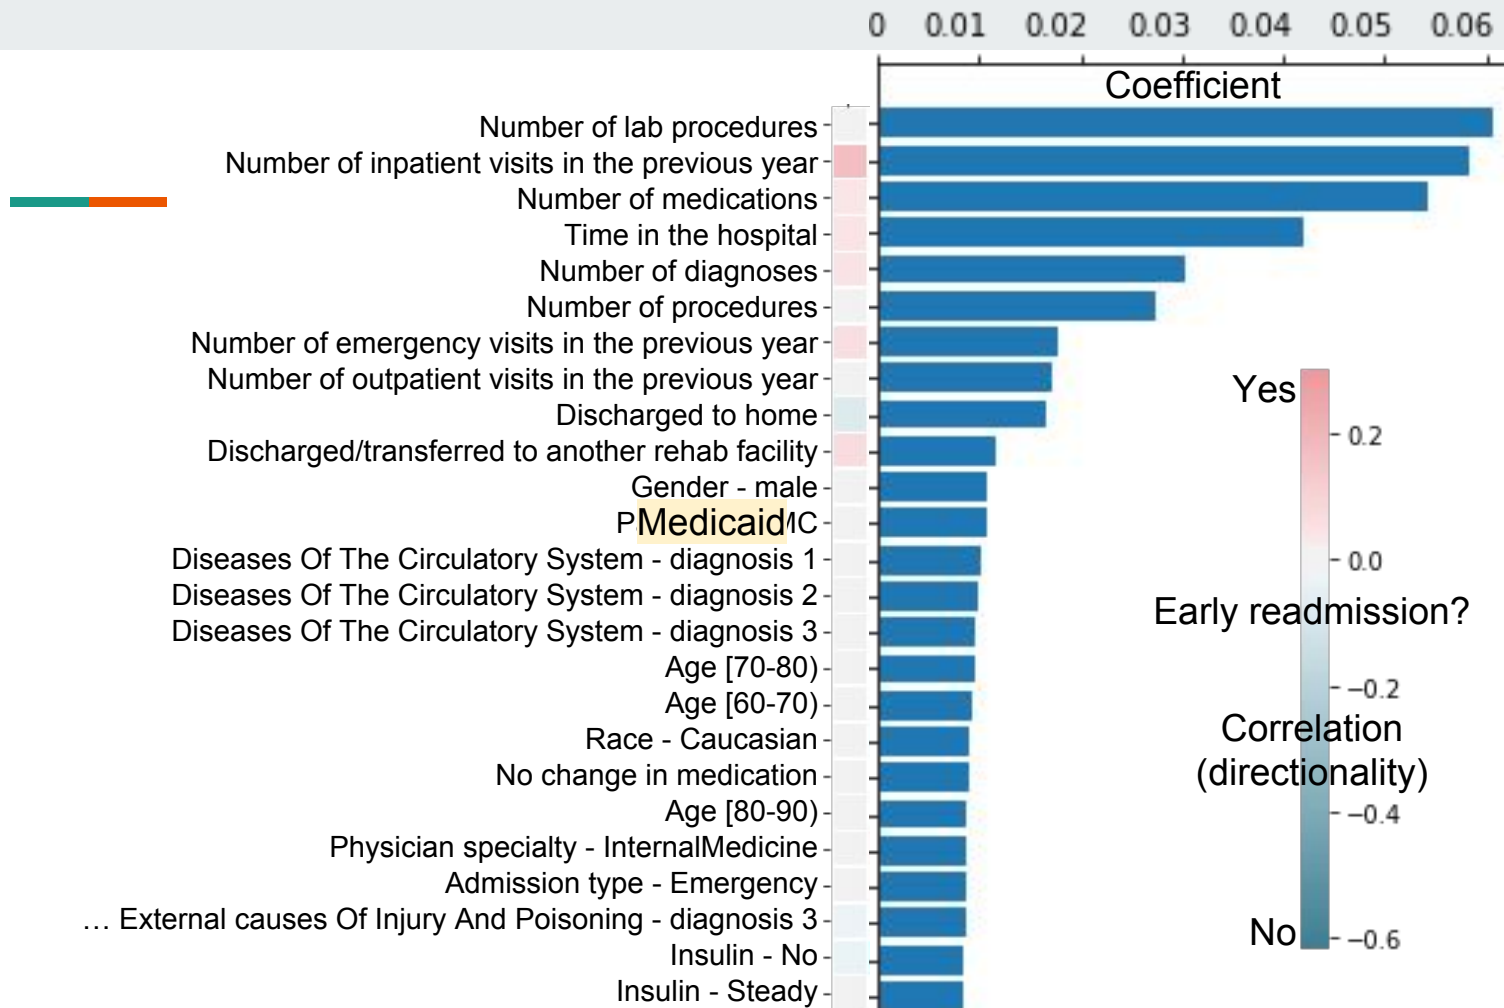 0 0.01 0.02 0.03 0.04 0.05 0.06
Coefficient
Number of lab procedures
Number of inpatient visits in the previous year
Number of medications
Time in the hospital
Number of diagnoses
Number of procedures
Number of emergency visits in the previous year
Number of outpatient visits in the previous year
Discharged to home
Discharged/transferred to another rehab facility
Gender - male
Medicaid
Diseases Of The Circulatory System - diagnosis 1
Diseases Of The Circulatory System - diagnosis 2
Diseases Of The Circulatory System - diagnosis 3
Age [70-80)
Age [60-70)
Race - Caucasian
No change in medication
Age [80-90)
Physician specialty - InternalMedicine
Admission type - Emergency
… External causes Of Injury And Poisoning - diagnosis 3
Insulin - No
Insulin - Steady
Yes
0.2
0.0
Early readmission?
−0.2
Correlation
(directionality)
−0.4
No
−0.6